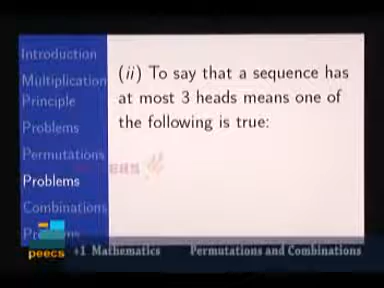 Introduction
Multiplication
Principle
Problems
Permutations
Problems
Combinations
(ii) To say that a sequence has
at most 3 heads means one of
the following is true:
peecs
+1 Mathematics
Permutations and Combinations